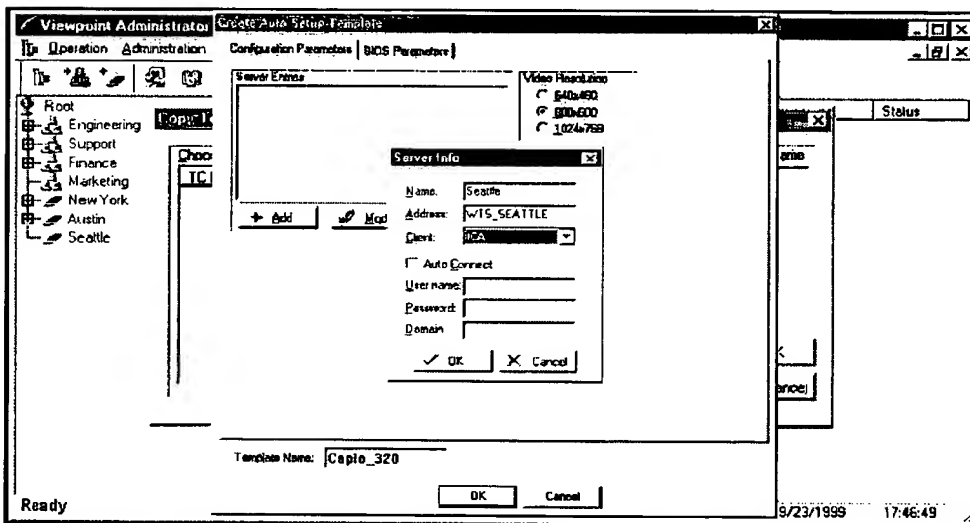 Viewpoint Administrator
Create Auto Setup Template
Operation Administration
Configuration Parameters BIOS Parameters
Server Entries
Video Resolution
640x480
800x600
1024x768
Root
Engineering
Support
Finance
Marketing
New York
Austin
Seattle
Status
TC
Add
Server Info
Name: Seattle
Address: WTS_SEATTLE
Client: ICA
Auto Connect
User name:
Password:
Domain
OK Cancel
Template Name: Capio_320
OK Cancel
Ready
9/23/1999 17:46:49